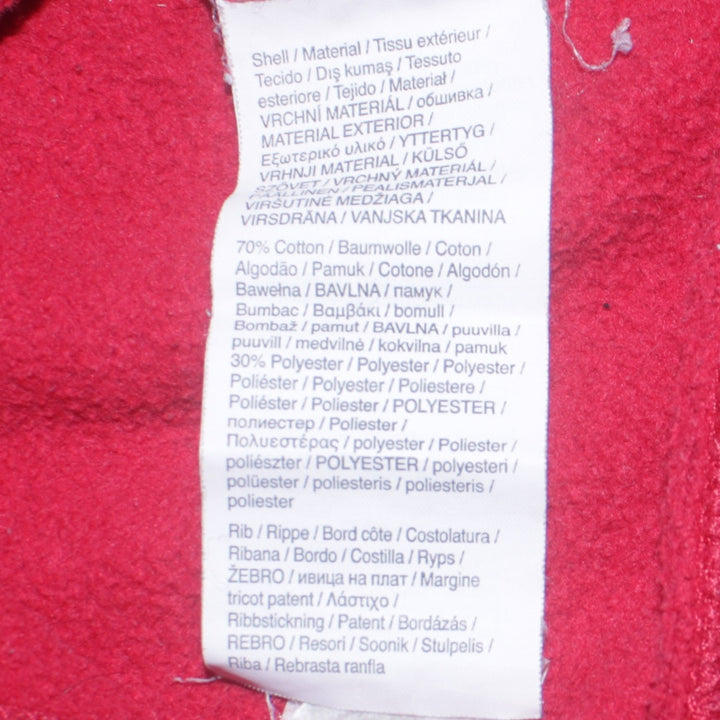 Shell / Material / Tissu extérieur /
Tecido / Dış kumaş / Tessuto
esteriore / Tejido / Materiał /
VRCHNÍ MATERIÁL / обшивка /
MATERIAL EXTERIOR /
Εξωτερικό υλικό / YTTERTYG /
VRHNJI MATERIAL / KÜLSŐ
SZÖVET / VRCHNÝ MATERIÁL /
PÄÄLLINEN / PEALISMATERJAL /
VIRŠUTINĖ MEDŽIAGA /
VIRSDRĀNA / VANJSKA TKANINA
70% Cotton / Baumwolle / Coton /
Algodão / Pamuk / Cotone / Algodón /
Bawełna / BAVLNA / памук /
Bumbac / Βαμβάκι / bomull /
Bombaž / pamut / BAVLNA / puuvilla /
puuvill / medvilnė / kokvilna / pamuk
30% Polyester / Polyester / Polyester /
Poliéster / Polyester / Poliestere /
Poliéster / Poliester / POLYESTER /
полиестер / Poliester /
Πολυεστέρας / polyester / Poliester /
poliészter / POLYESTER / polyesteri /
polüester / poliesteris / poliesteris /
poliester
Rib / Rippe / Bord côte / Costolatura /
Ribana / Bordo / Costilla / Ryps /
ŽEBRO / ивица на плат / Margine
tricot patent / Λάστιχο /
Ribbstickning / Patent / Bordázás /
REBRO / Resori / Soonik / Stulpelis /
Riba / Rebrasta ranfla